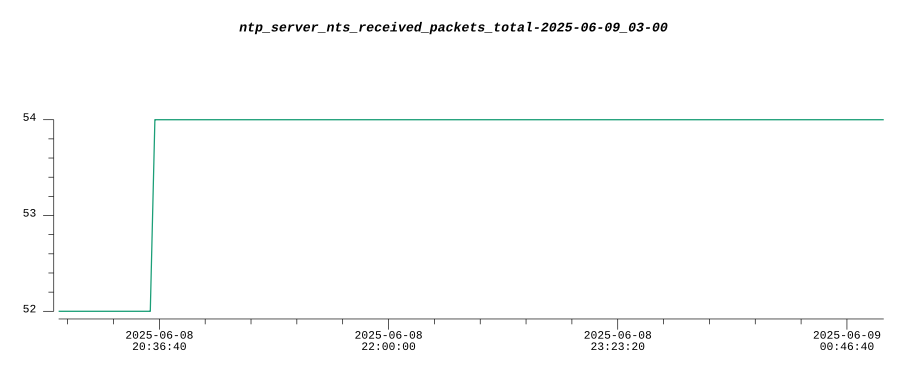 ntp_server_nts_received_packets_total-2025-06-09_03-00
54
53
52
2025-06-08 2025-06-08 2025-06-08 2025-06-09
20:36:40 22:00:00 23:23:20 00:46:40